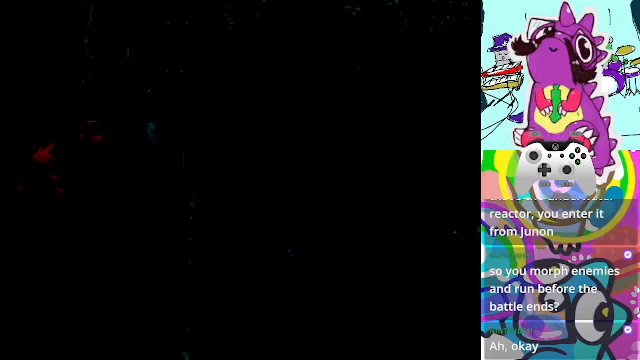 reactor, you enter it
from Junon
so you morph enemies
and run before the
battle ends?
Ah, okay